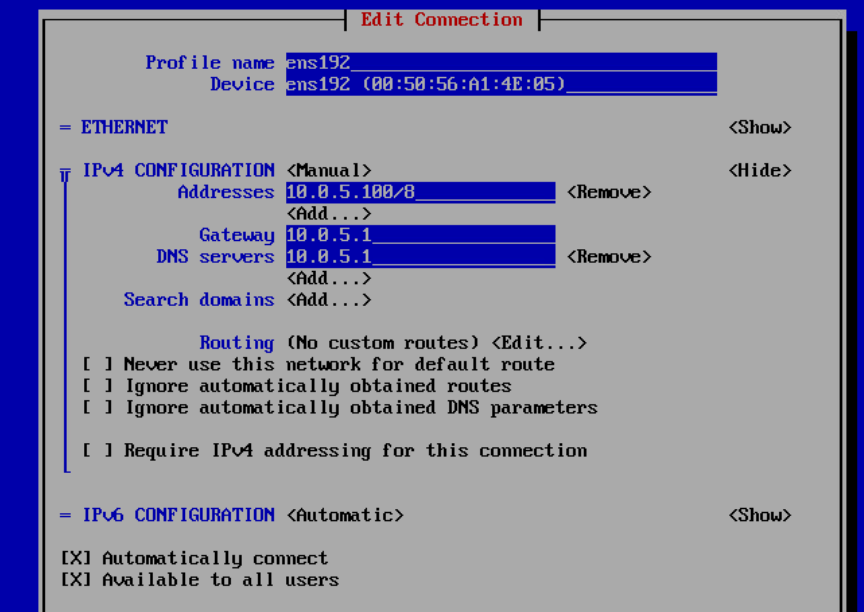 Edit Connection
Profile name ens192
Device ens192 (00:50:56:A1:4E:05)
= ETHERNET <Show>
IPv4 CONFIGURATION <Manual> <Hide>
Addresses 10.0.5.100/8 <Remove>
<Add...>
Gateway 10.0.5.1
DNS servers 10.0.5.1 <Remove>
<Add...>
Search domains <Add...>
Routing (No custom routes) <Edit...>
[ ] Never use this network for default route
[ ] Ignore automatically obtained routes
[ ] Ignore automatically obtained DNS parameters
[ ] Require IPv4 addressing for this connection
= IPv6 CONFIGURATION <Automatic> <Show>
[X] Automatically connect
[X] Available to all users